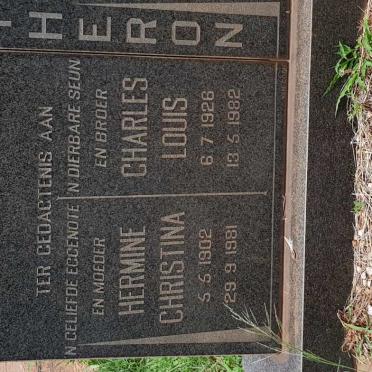 TER GEDAGTENIS AAN
'N GELIEFDE EGGENOTE
EN MOEDER
HERMINE
CHRISTINA
5.5.1902
29.9.1981
'N DIERBARE SEUN
EN BROER
CHARLES
LOUIS
6.7.1926
13.5.1982
HERON